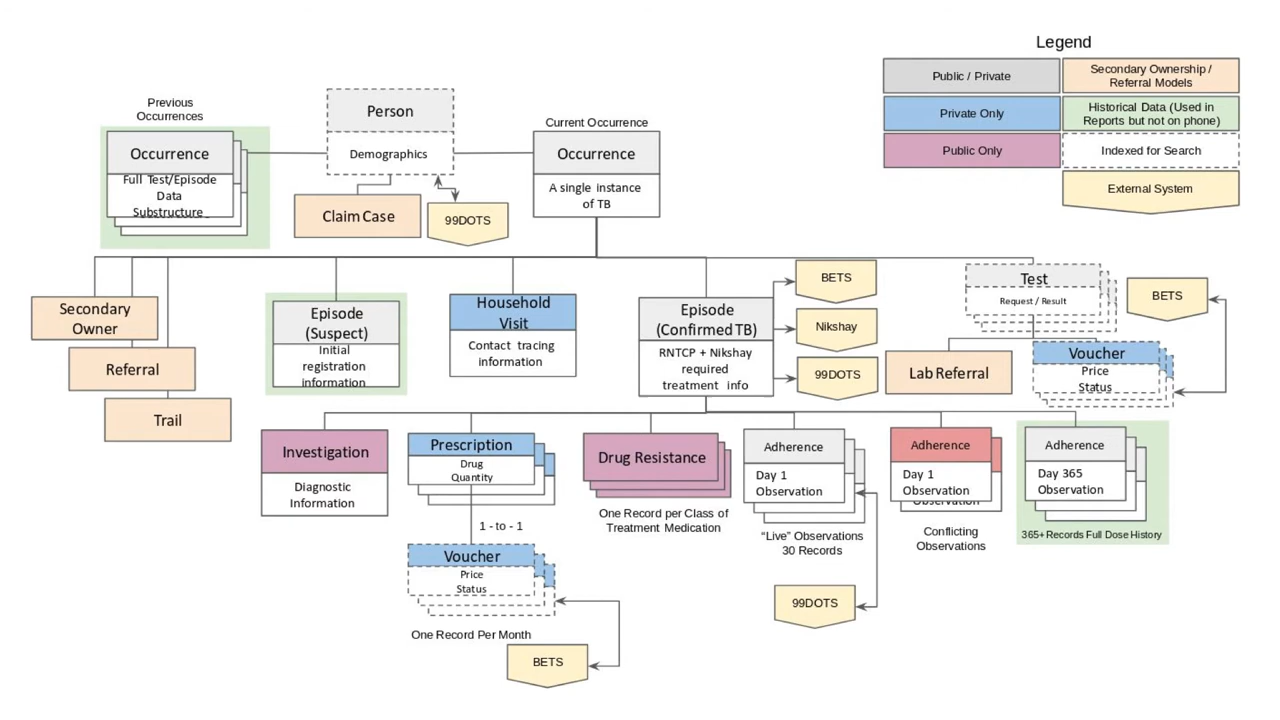 Legend
Public / Private
Secondary Ownership /
Referral Models
Private Only
Historical Data (Used in
Reports but not on phone)
Public Only
Indexed for Search
External System
Previous
Occurrences
Occurrence
Full Test/Episode
Data
Substructure
Person
Demographics
Claim Case
99DOTS
Current Occurrence
Occurrence
A single instance
of TB
Secondary
Owner
Referral
Trail
Episode
(Suspect)
Initial
registration
information
Household
Visit
Contact tracing
information
Episode
(Confirmed TB)
RNTCP + Nikshay
required
treatment info
BETS
Nikshay
99DOTS
Test
Request / Result
BETS
Lab Referral
Voucher
Price
Status
Investigation
Diagnostic
Information
Prescription
Drug
Quantity
1 - to - 1
Voucher
Price
Status
One Record Per Month
BETS
Drug Resistance
One Record per Class of
Treatment Medication
Adherence
Day 1
Observation
“Live” Observations
30 Records
99DOTS
Adherence
Day 1
Observation
Conflicting
Observations
Adherence
Day 365
Observation
365+ Records Full Dose History